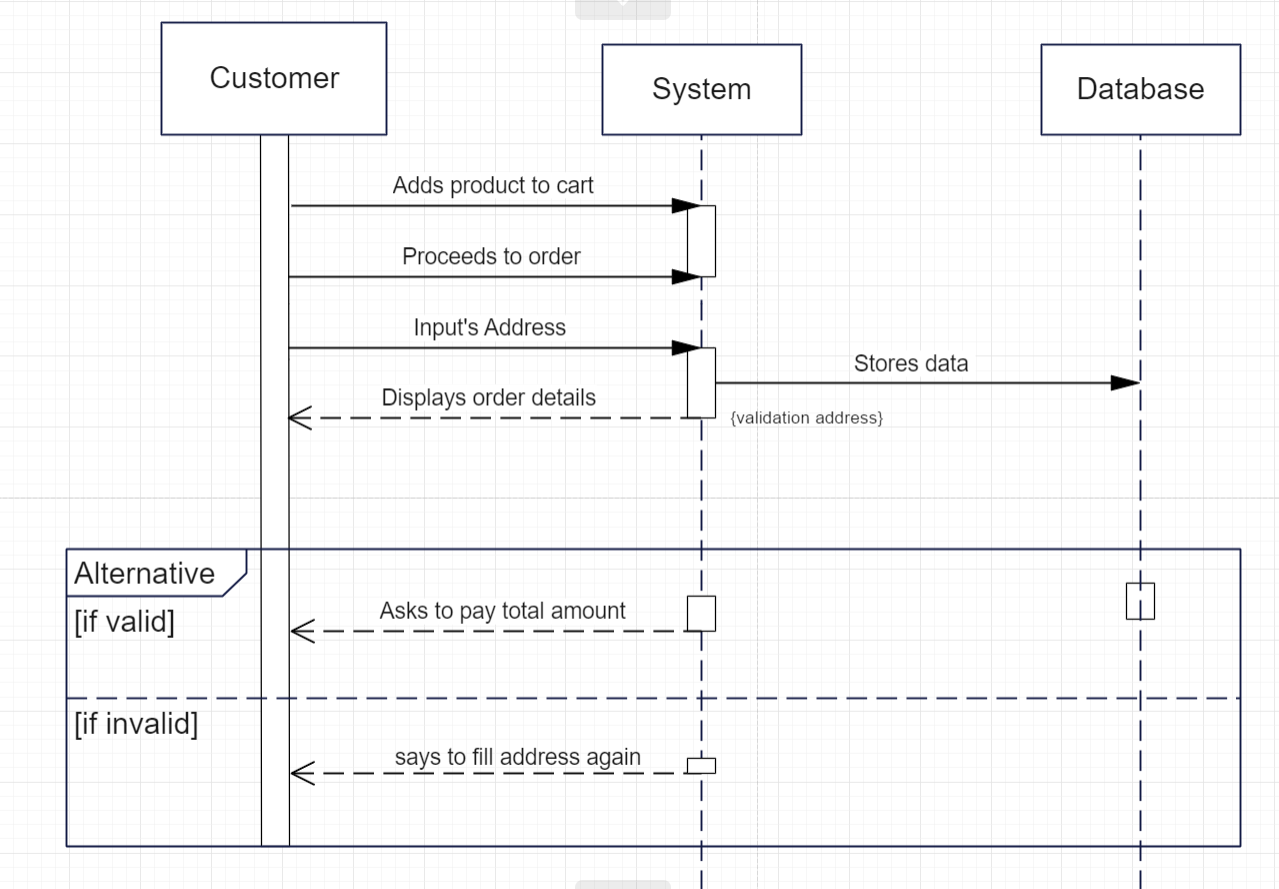 Customer
System
Database
Adds product to cart
Proceeds to order
Input's Address
Stores data
Displays order details
{validation address}
Alternative
[if valid]
Asks to pay total amount
[if invalid]
says to fill address again